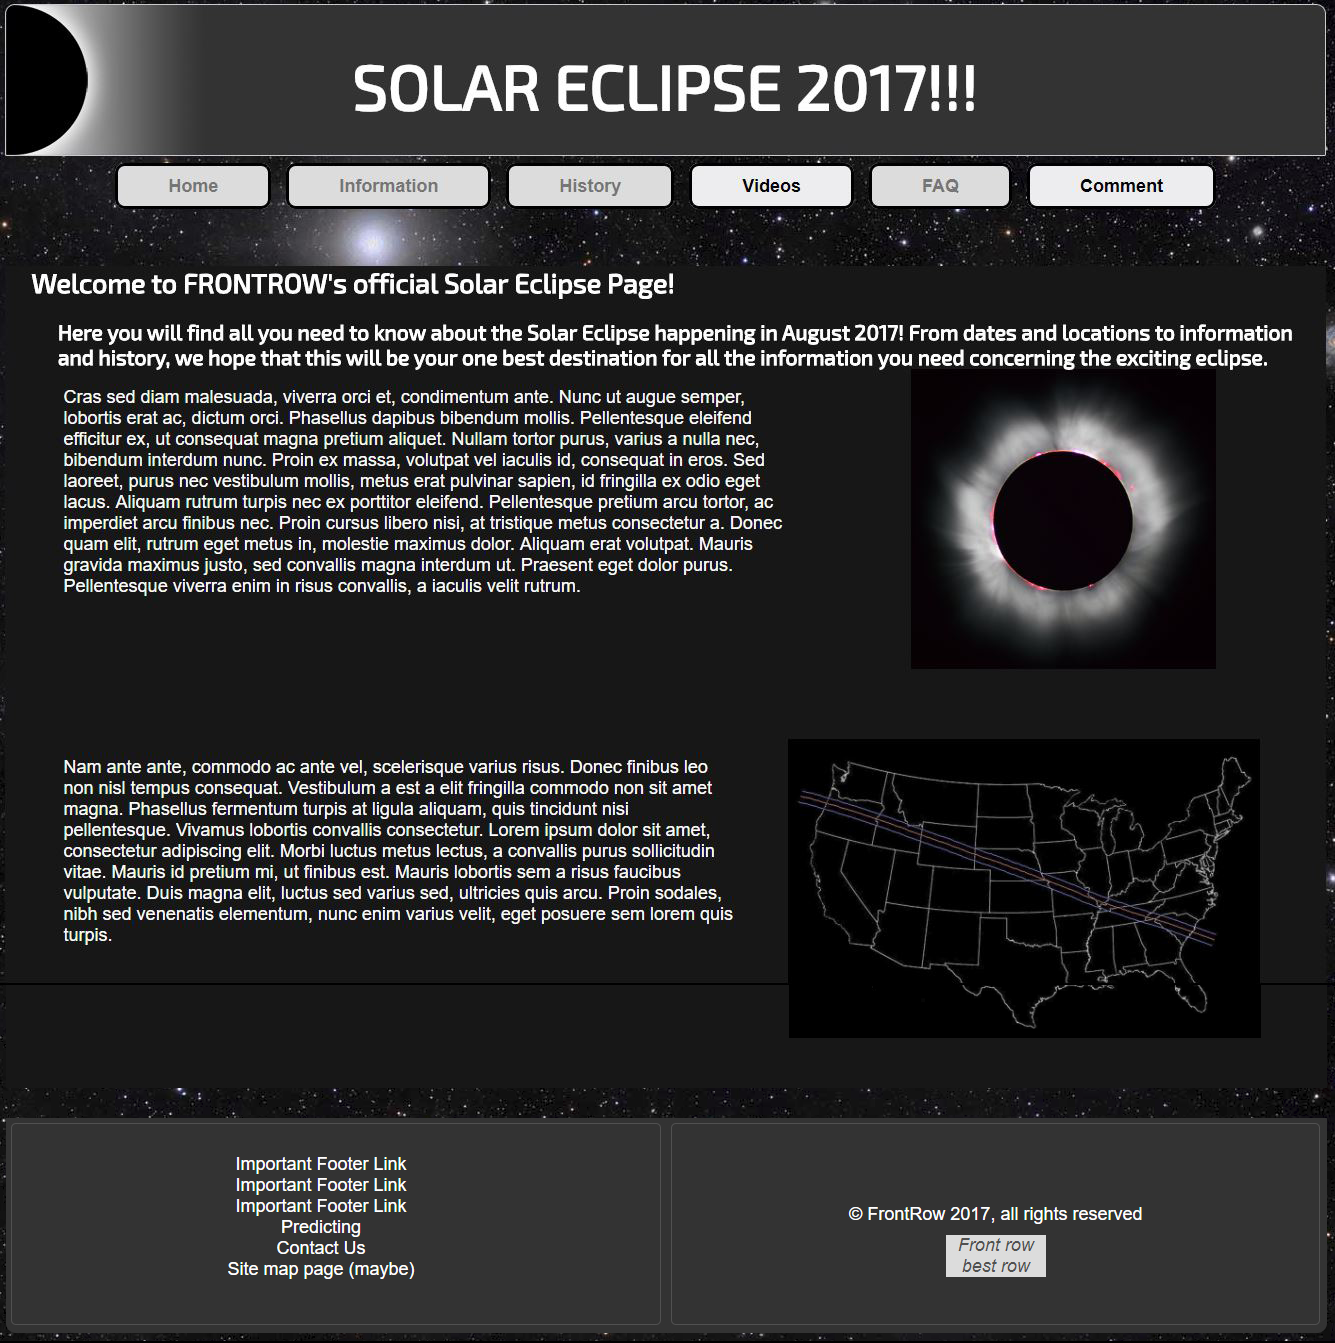 SOLAR ECLIPSE 2017!!!
Home Information History Videos FAQ Comment
Welcome to FRONTROW's official Solar Eclipse Page!
Here you will find all you need to know about the Solar Eclipse happening in August 2017! From dates and locations to information
and history, we hope that this will be your one best destination for all the information you need concerning the exciting eclipse.
Cras sed diam malesuada, viverra orci et, condimentum ante. Nunc ut augue semper,
lobortis erat ac, dictum orci. Phasellus dapibus bibendum mollis. Pellentesque eleifend
efficitur ex, ut consequat magna pretium aliquet. Nullam tortor purus, varius a nulla nec,
bibendum interdum nunc. Proin ex massa, volutpat vel iaculis id, consequat in eros. Sed
laoreet, purus nec vestibulum mollis, metus erat pulvinar sapien, id fringilla ex odio eget
lacus. Aliquam rutrum turpis nec ex porttitor eleifend. Pellentesque pretium arcu tortor, ac
imperdiet arcu finibus nec. Proin cursus libero nisi, at tristique metus consectetur a. Donec
quam elit, rutrum eget metus in, molestie maximus dolor. Aliquam erat volutpat. Mauris
gravida maximus justo, sed convallis magna interdum ut. Praesent eget dolor purus.
Pellentesque viverra enim in risus convallis, a iaculis velit rutrum.
Nam ante ante, commodo ac ante vel, scelerisque varius risus. Donec finibus leo
non nisl tempus consequat. Vestibulum a est a elit fringilla commodo non sit amet
magna. Phasellus fermentum turpis at ligula aliquam, quis tincidunt nisi
pellentesque. Vivamus lobortis convallis consectetur. Lorem ipsum dolor sit amet,
consectetur adipiscing elit. Morbi luctus metus lectus, a convallis purus sollicitudin
vitae. Mauris id pretium mi, ut finibus est. Mauris lobortis sem a risus faucibus
vulputate. Duis magna elit, luctus sed varius sed, ultricies quis arcu. Proin sodales,
nibh sed venenatis elementum, nunc enim varius velit, eget posuere sem lorem quis
turpis.
Important Footer Link
Important Footer Link
Important Footer Link
Predicting
Contact Us
Site map page (maybe)
© FrontRow 2017, all rights reserved
Front row
best row